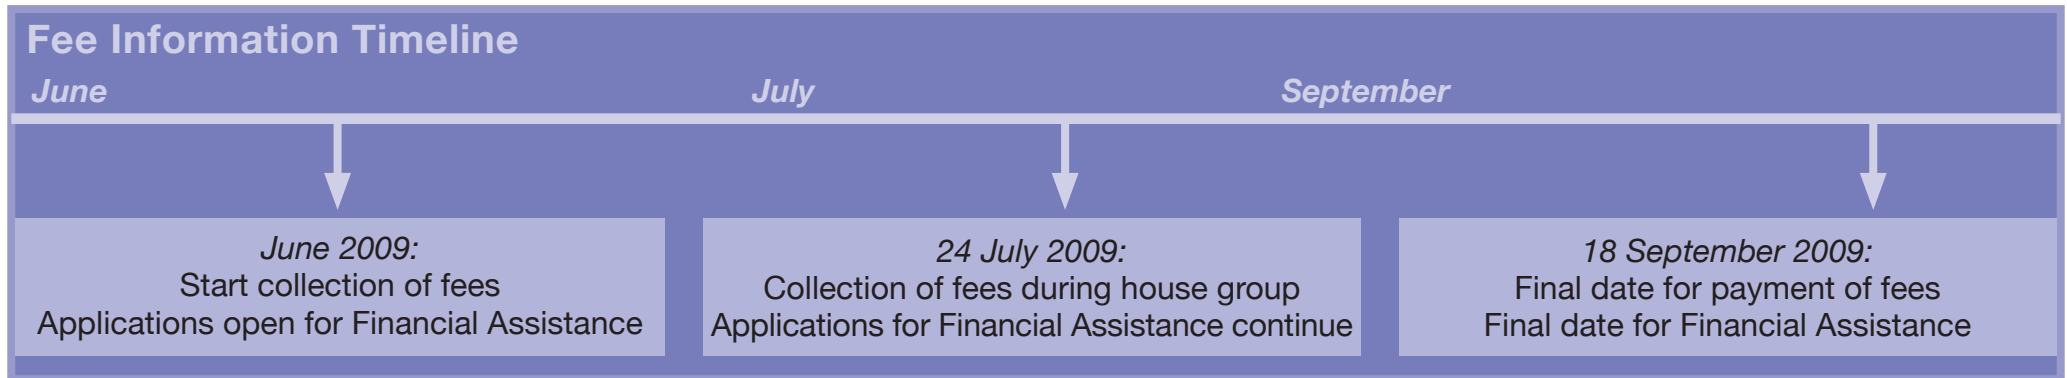 Fee Information Timeline
June July September
June 2009:
Start collection of fees
Applications open for Financial Assistance
24 July 2009:
Collection of fees during house group
Applications for Financial Assistance continue
18 September 2009:
Final date for payment of fees
Final date for Financial Assistance